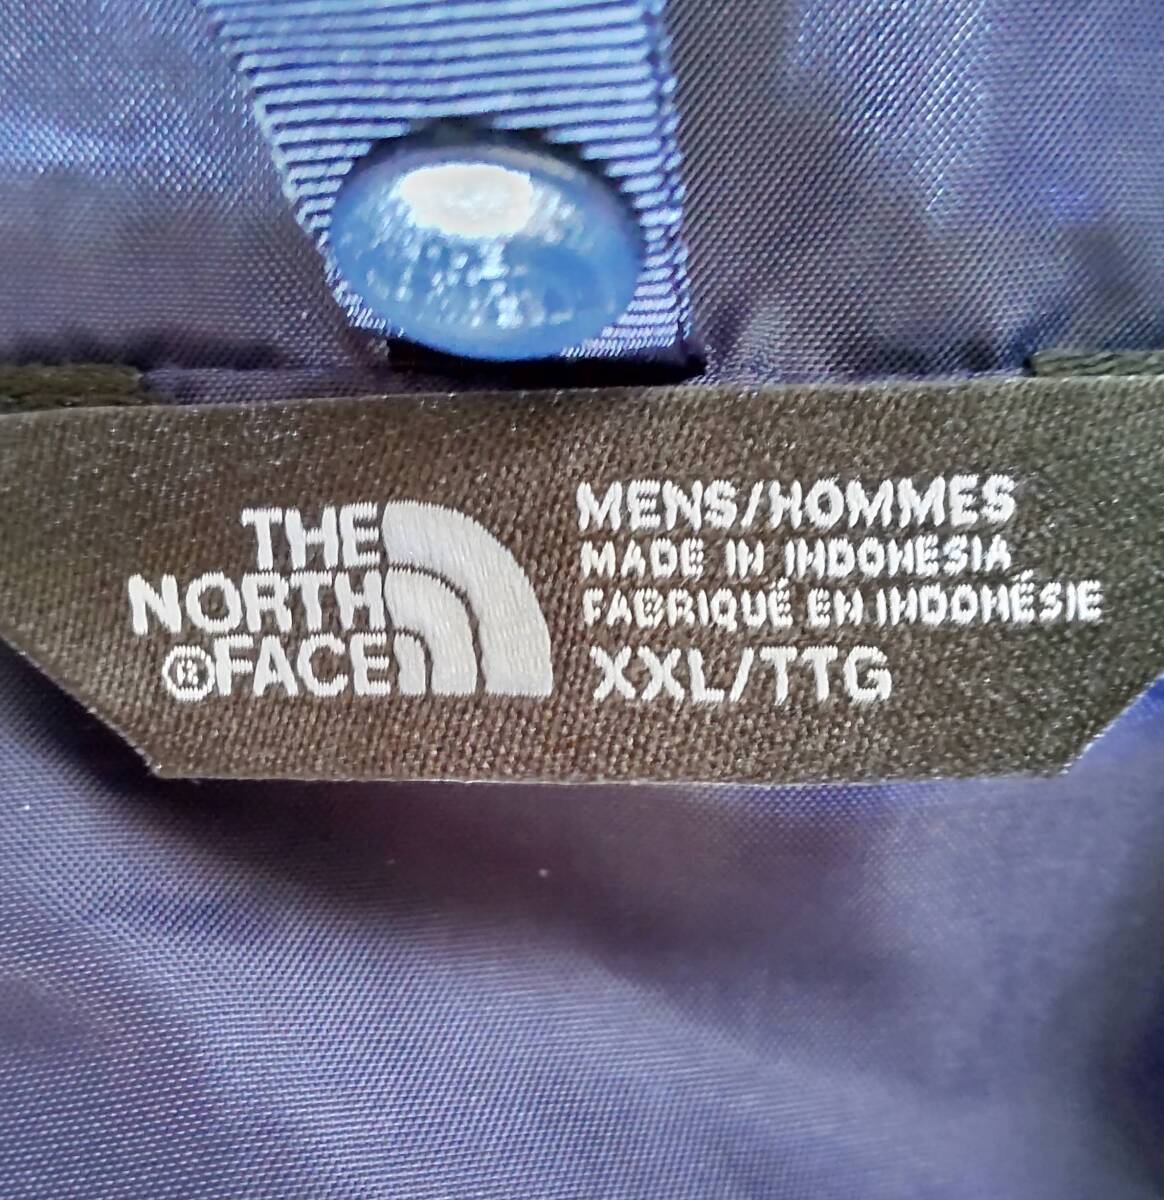 THE
NORTH
®FACE
MENS/HOMMES
MADE IN INDONESIA
FABRIQUÉ EN INDONÉSIE
XXL/TTG